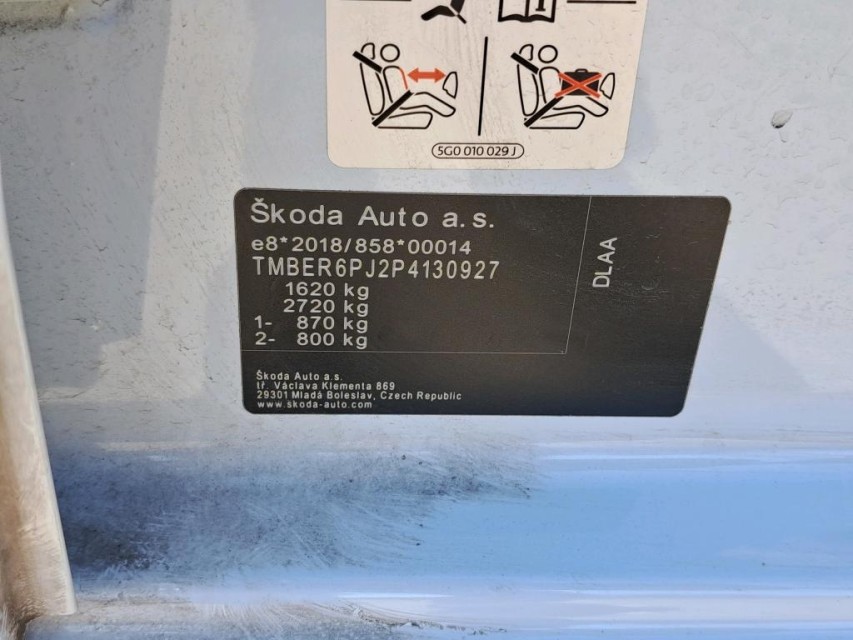 5G0 010 029 J
Škoda Auto a.s.
e8*2018/858*00014
TMBER6PJ2P4130927
1620 kg
2720 kg
1- 870 kg
2- 800 kg
DLAA
Škoda Auto a.s.
tř. Václava Klementa 869
29301 Mladá Boleslav, Czech Republic
www.skoda-auto.com